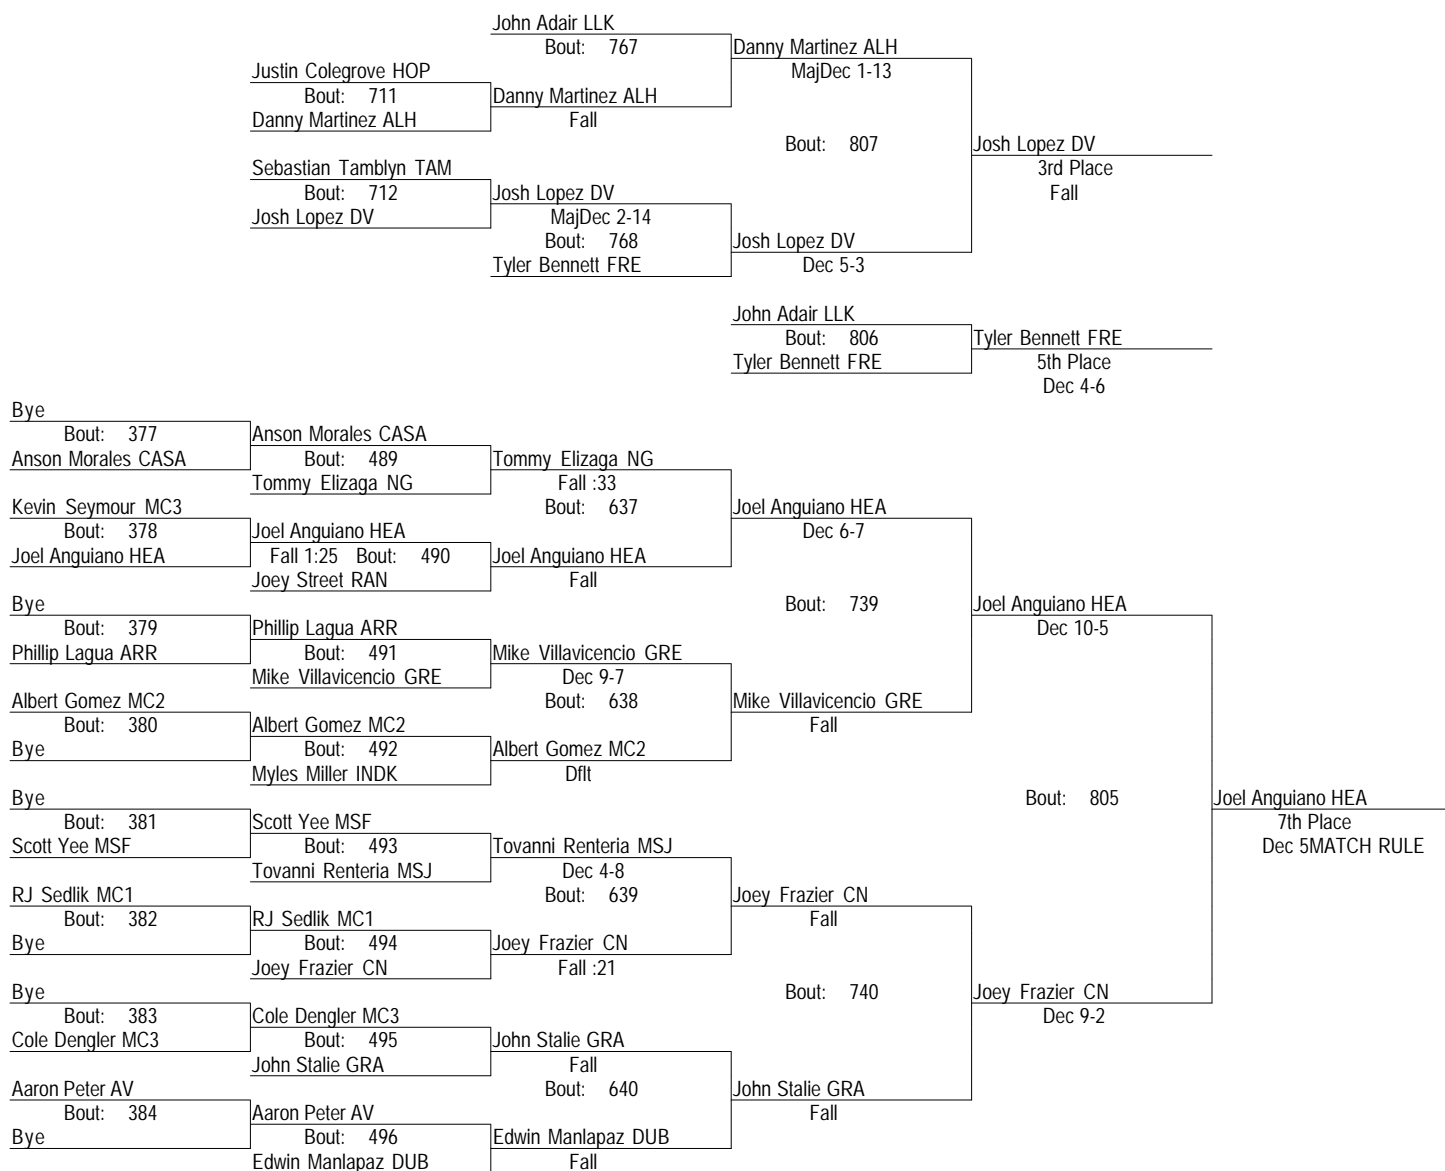 John Adair LLK
Bout: 767
Danny Martinez ALH
Justin Colegrove HOP
MajDec 1-13
Bout: 711
Danny Martinez ALH
Danny Martinez ALH
Fall
Bout: 807
Josh Lopez DV
Sebastian Tamblyn TAM
3rd Place
Bout: 712
Josh Lopez DV
Fall
Josh Lopez DV
MajDec 2-14
Bout: 768
Josh Lopez DV
Tyler Bennett FRE
Dec 5-3
John Adair LLK
Bout: 806
Tyler Bennett FRE
Tyler Bennett FRE
5th Place
Dec 4-6
Bye
Bout: 377
Anson Morales CASA
Anson Morales CASA
Bout: 489
Tommy Elizaga NG
Tommy Elizaga NG
Fall :33
Kevin Seymour MC3
Bout: 637
Joel Anguiano HEA
Bout: 378
Joel Anguiano HEA
Dec 6-7
Joel Anguiano HEA
Fall 1:25 Bout: 490
Joel Anguiano HEA
Joey Street RAN
Fall
Bye
Bout: 739
Joel Anguiano HEA
Bout: 379
Phillip Lagua ARR
Dec 10-5
Phillip Lagua ARR
Bout: 491
Mike Villavicencio GRE
Mike Villavicencio GRE
Dec 9-7
Albert Gomez MC2
Bout: 638
Mike Villavicencio GRE
Bout: 380
Albert Gomez MC2
Fall
Bye
Bout: 492
Albert Gomez MC2
Myles Miller INDK
Dflt
Bye
Bout: 805
Joel Anguiano HEA
Bout: 381
Scott Yee MSF
7th Place
Scott Yee MSF
Bout: 493
Tovanni Renteria MSJ
Dec 5MATCH RULE
Tovanni Renteria MSJ
Dec 4-8
RJ Sedlik MC1
Bout: 639
Joey Frazier CN
Bout: 382
RJ Sedlik MC1
Fall
Bye
Bout: 494
Joey Frazier CN
Joey Frazier CN
Fall :21
Bye
Bout: 740
Joey Frazier CN
Bout: 383
Cole Dengler MC3
Dec 9-2
Cole Dengler MC3
Bout: 495
John Stalie GRA
John Stalie GRA
Fall
Aaron Peter AV
Bout: 640
John Stalie GRA
Bout: 384
Aaron Peter AV
Fall
Bye
Bout: 496
Edwin Manlapaz DUB
Edwin Manlapaz DUB
Fall